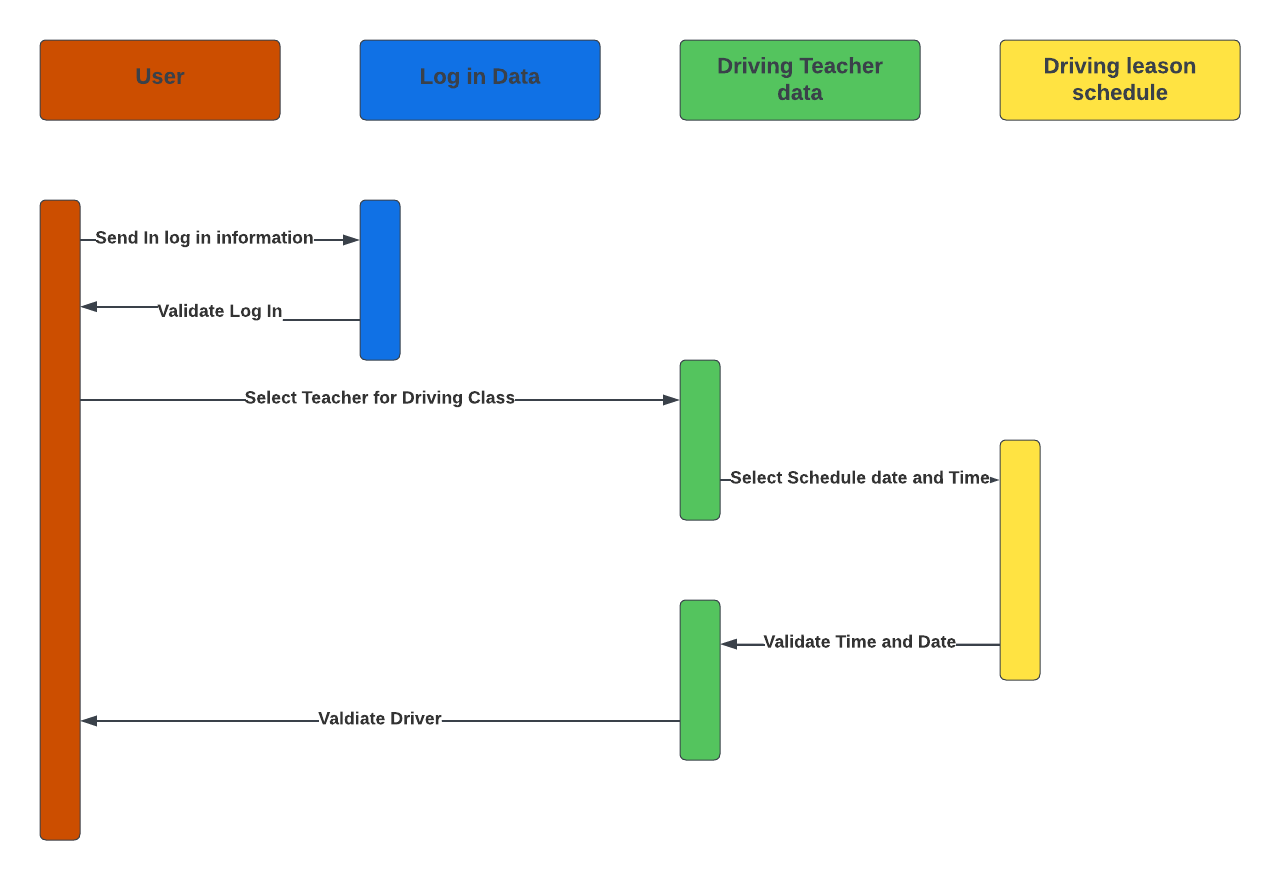 User
Log in Data
Driving Teacher
data
Driving leason
schedule
Send In log in information
Validate Log In
Select Teacher for Driving Class
Select Schedule date and Time
Validate Time and Date
Valdiate Driver